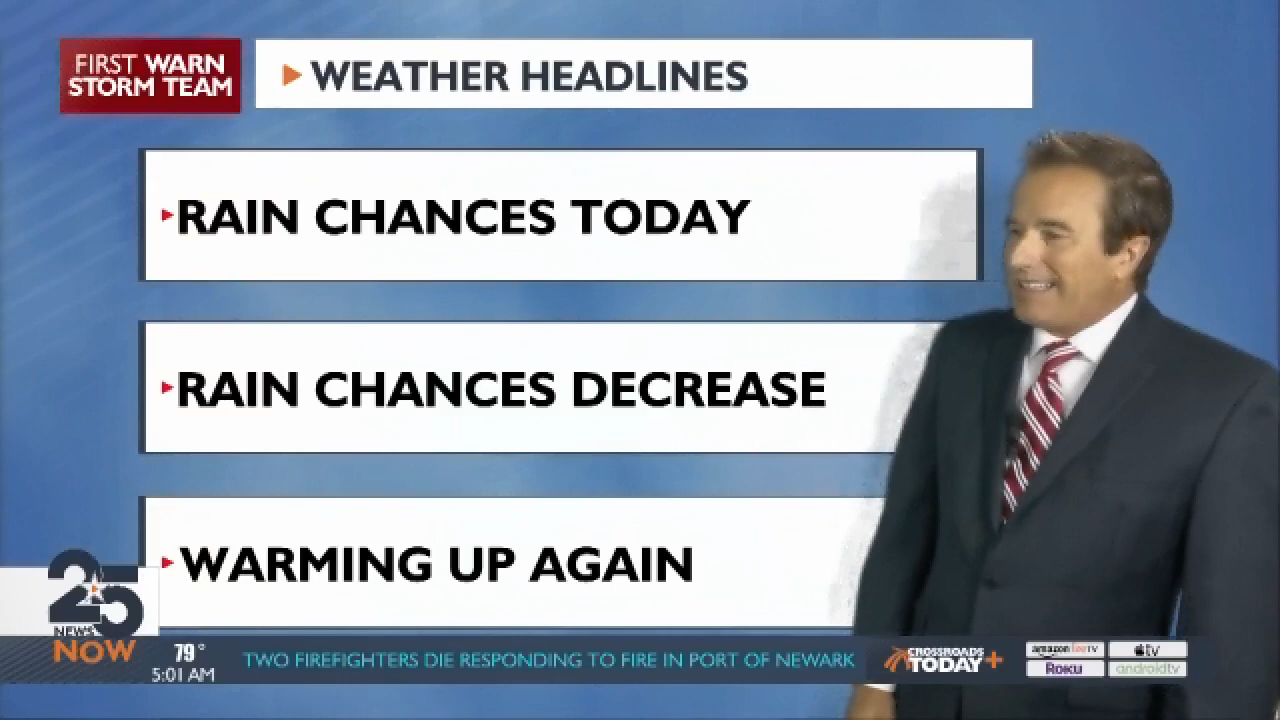 FIRST WARN
STORM TEAM
WEATHER HEADLINES
RAIN CHANCES TODAY
RAIN CHANCES DECREASE
WARMING UP AGAIN
25
NEWS
NOW
79°
5:01 AM
TWO FIREFIGHTERS DIE RESPONDING TO FIRE IN PORT OF NEWARK
CROSSROADS
TODAY+
amazon fireTV
tv
ROKU
androidtv